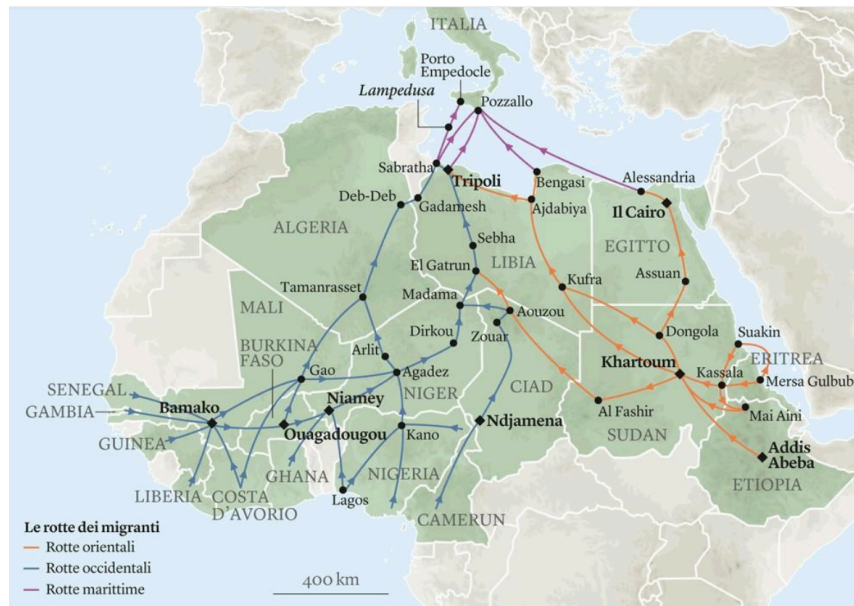 ITALIA
Porto
Empedocle
Lampedusa
Pozzallo
Sabratha
Tripoli
Bengasi
Alessandria
Deb-Deb
Gadamesh
Ajdabiya
Il Cairo
ALGERIA
Sebha
EGITTO
El Gatrun
LIBIA
Assuan
Tamanrasset
Kufra
MALI
Madama
Aouzou
Dirkou
Zouar
Dongola
Suakin
BURKINA
FASO
Arlit
Khartoum
ERITREA
Gao
Agadez
Kassala
Mersa Gulbub
SENEGAL
NIGER
CIAD
GAMBIA
Bamako
Niamey
Al Fashir
Mai Aini
Ouagadougou
Ndjamena
GUINEA
Kano
SUDAN
Addis
Abeba
GHANA
NIGERIA
ETIOPIA
LIBERIA
COSTA
D'AVORIO
Lagos
CAMERUN
Le rotte dei migranti
Rotte orientali
Rotte occidentali
Rotte marittime
400 km